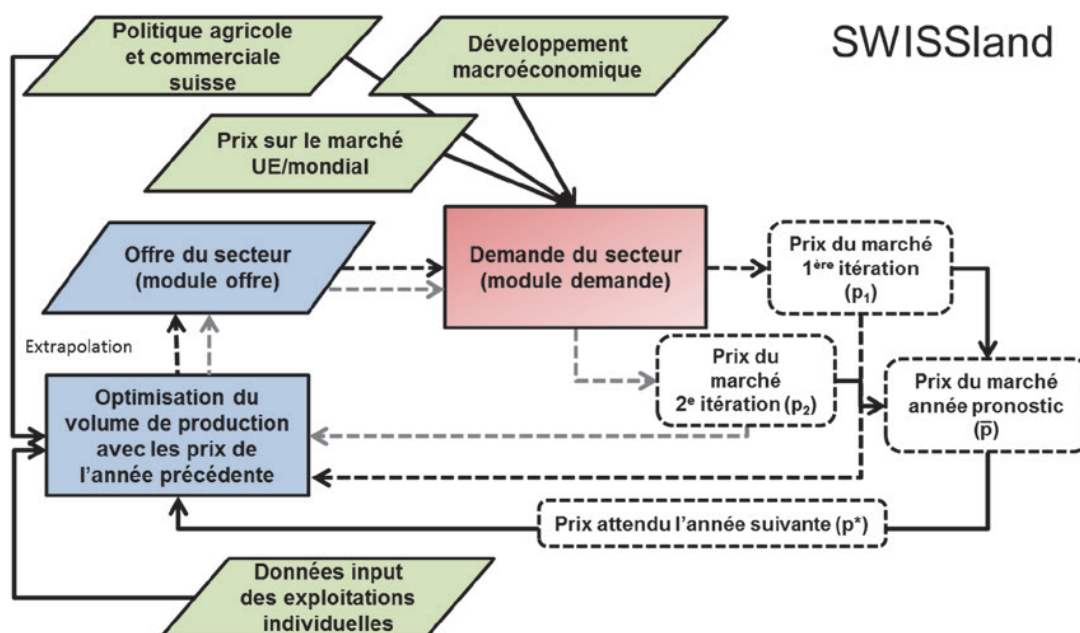 Politique agricole
et commerciale
suisse
Développement
macroéconomique
SWISSland
Prix sur le marché
UE/mondial
Offre du secteur
(module offre)
Demande du secteur
(module demande)
Prix du marché
1ère itération
(p1)
Extrapolation
Prix du
marché
2e itération (p2)
Prix du marché
année pronostic
(p̅)
Optimisation du
volume de production
avec les prix de
l'année précédente
Prix attendu l'année suivante (p*)
Données input
des exploitations
individuelles